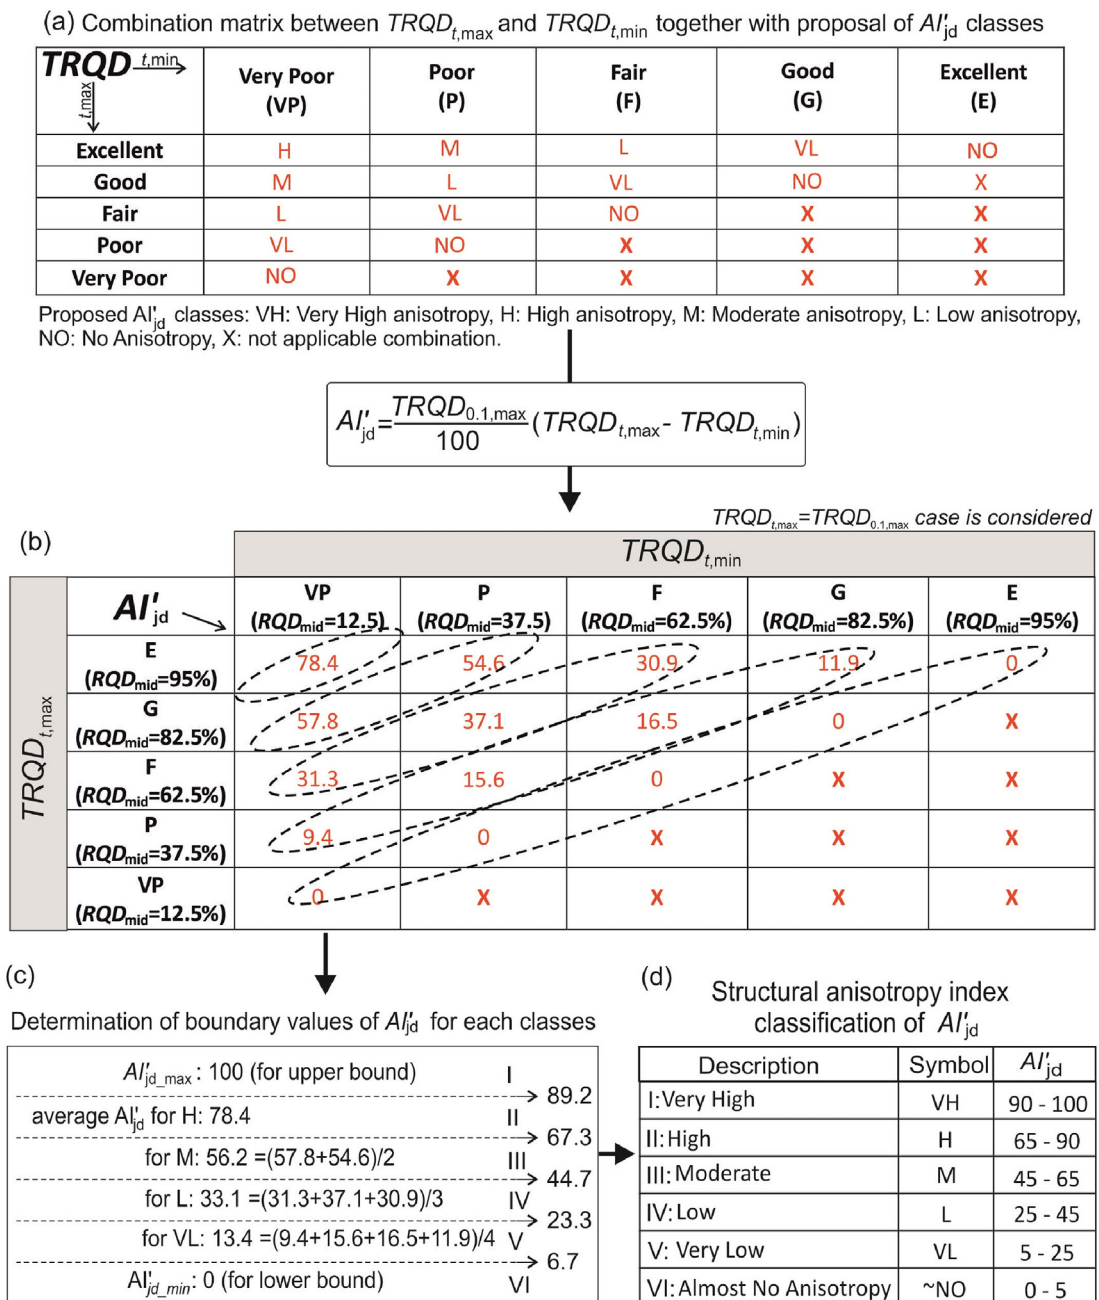 (a) Combination matrix between TRQDt,max and TRQDt,min together with proposal of AI'jd classes
TRQD t,min
t,max
Very Poor (VP) Poor (P) Fair (F) Good (G) Excellent (E)
Excellent H M L VL NO
Good M L VL NO X
Fair L VL NO X X
Poor VL NO X X X
Very Poor NO X X X X
Proposed AI'jd classes: VH: Very High anisotropy, H: High anisotropy, M: Moderate anisotropy, L: Low anisotropy,
NO: No Anisotropy, X: not applicable combination.
AI'jd=TRQD0.1,max/100 (TRQDt,max- TRQDt,min)
TRQDt,max=TRQD0.1,max case is considered
(b)
TRQDt,min
TRQDt,max
AI'jd
VP P F G E
(RQDmid=12.5) (RQDmid=37.5) (RQDmid=62.5%) (RQDmid=82.5%) (RQDmid=95%)
E (RQDmid=95%) 78.4 54.6 30.9 11.9 0
G (RQDmid=82.5%) 57.8 37.1 16.5 0 X
F (RQDmid=62.5%) 31.3 15.6 0 X X
P (RQDmid=37.5%) 9.4 0 X X X
VP (RQDmid=12.5%) 0 X X X X
(c)
Determination of boundary values of AI'jd for each classes
AI'jd_max: 100 (for upper bound) I
89.2
average AI'jd for H: 78.4 II
67.3
for M: 56.2 =(57.8+54.6)/2 III
44.7
for L: 33.1 =(31.3+37.1+30.9)/3 IV
23.3
for VL: 13.4 =(9.4+15.6+16.5+11.9)/4 V
6.7
AI'jd_min: 0 (for lower bound) VI
(d)
Structural anisotropy index
classification of AI'jd
Description Symbol AI'jd
I:Very High VH 90 - 100
II:High H 65 - 90
III:Moderate M 45 - 65
IV:Low L 25 - 45
V: Very Low VL 5 - 25
VI:Almost No Anisotropy ~NO 0 - 5